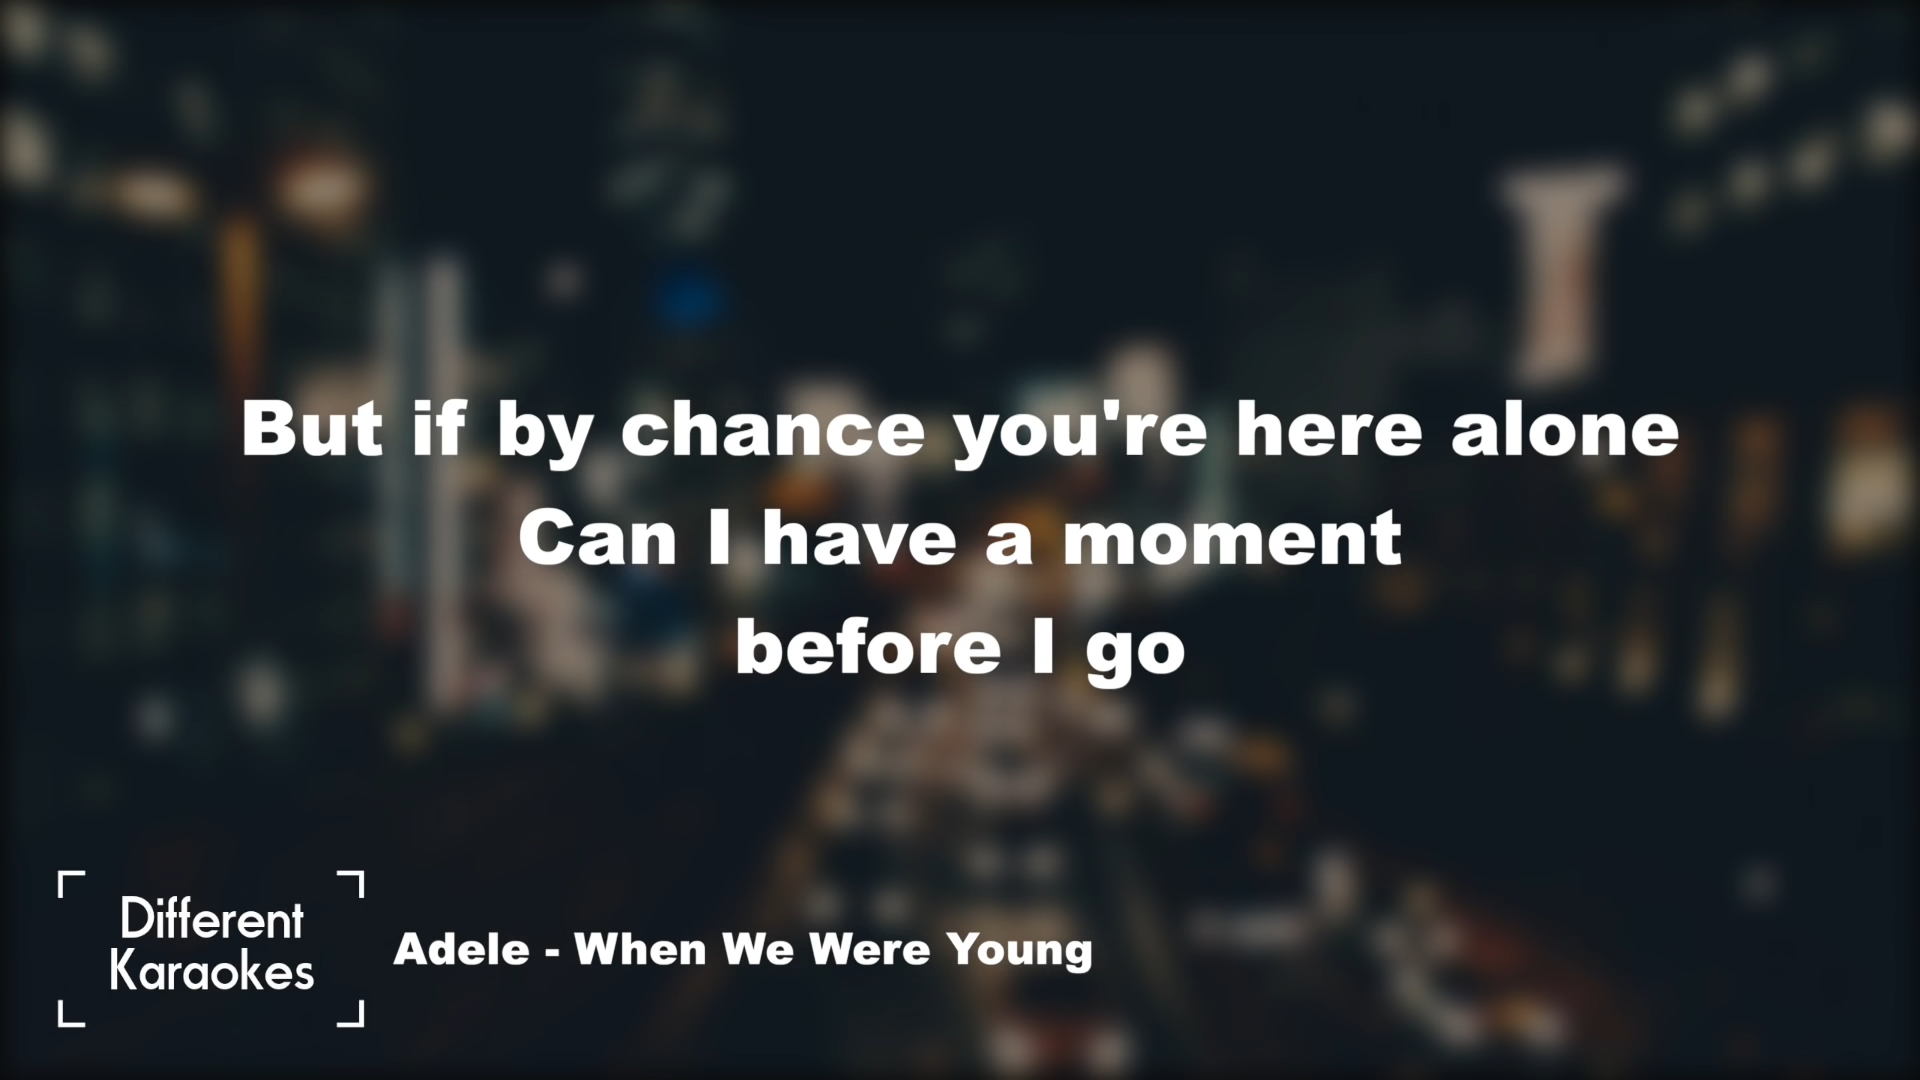 But if by chance you're here alone
Can I have a moment
before I go
Different
Karaokes
Adele - When We Were Young